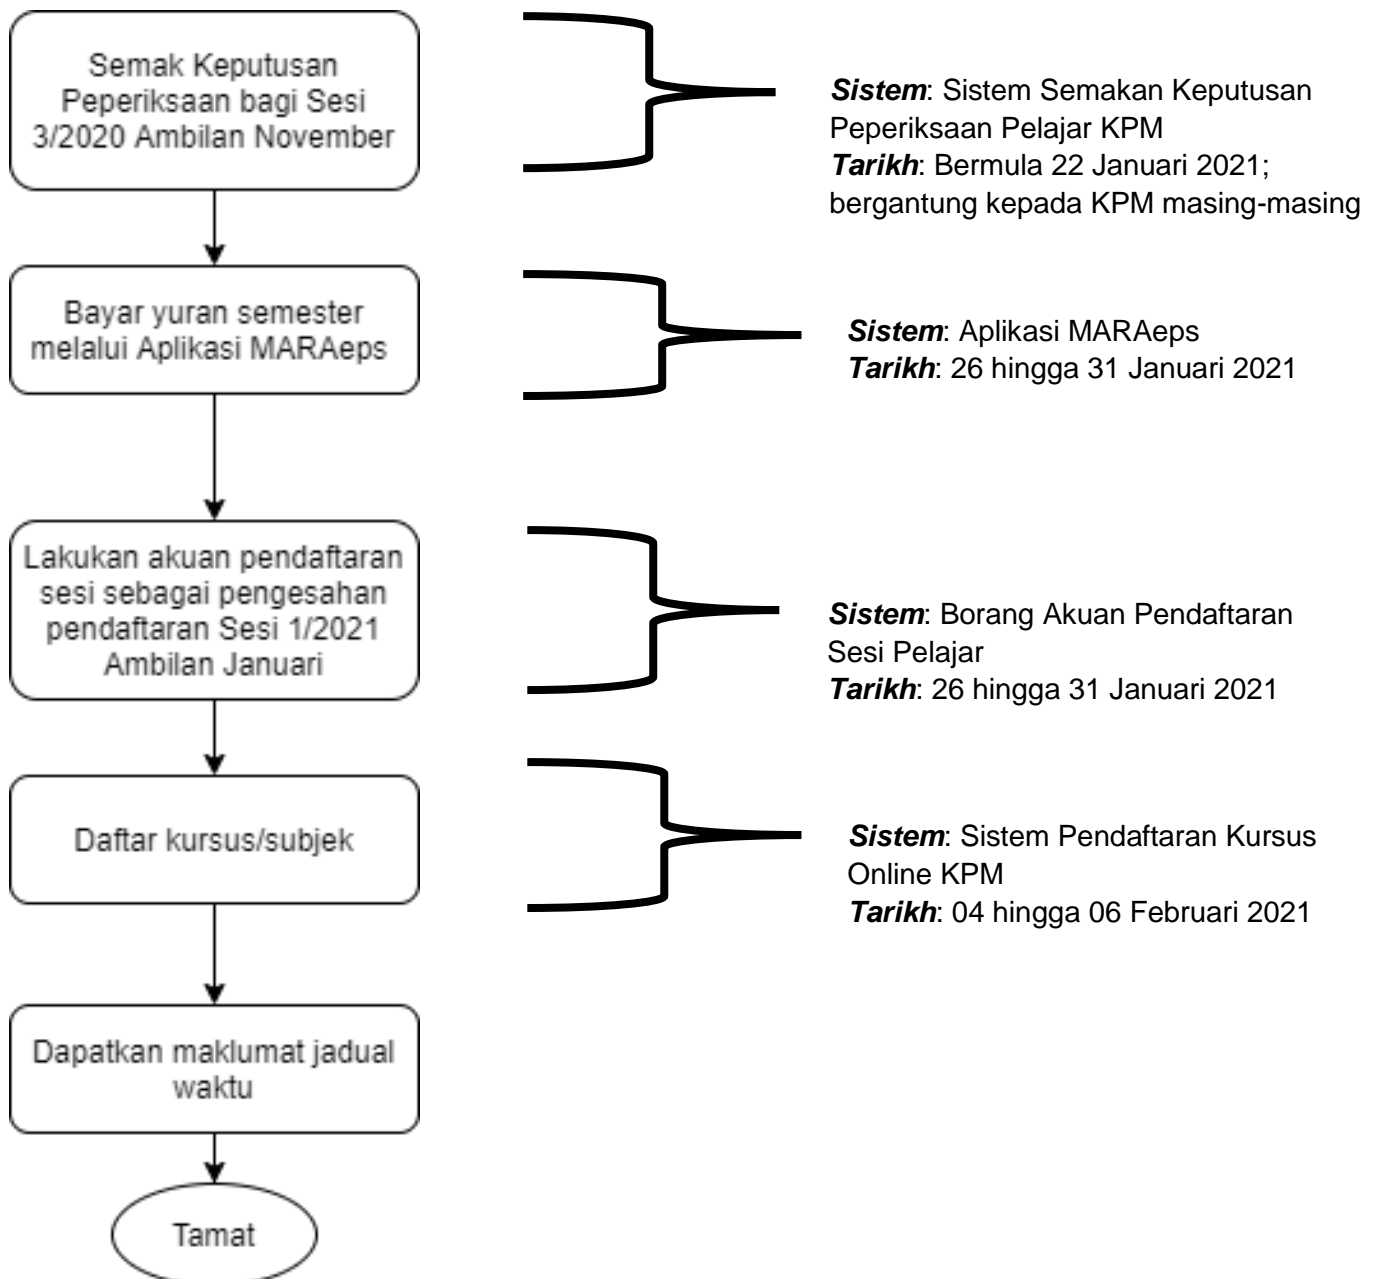 Semak Keputusan
Peperiksaan bagi Sesi
3/2020 Ambilan November
Sistem: Sistem Semakan Keputusan
Peperiksaan Pelajar KPM
Tarikh: Bermula 22 Januari 2021;
bergantung kepada KPM masing-masing
Bayar yuran semester
melalui Aplikasi MARAeps
Sistem: Aplikasi MARAeps
Tarikh: 26 hingga 31 Januari 2021
Lakukan akuan pendaftaran
sesi sebagai pengesahan
pendaftaran Sesi 1/2021
Ambilan Januari
Sistem: Borang Akuan Pendaftaran
Sesi Pelajar
Tarikh: 26 hingga 31 Januari 2021
Daftar kursus/subjek
Sistem: Sistem Pendaftaran Kursus
Online KPM
Tarikh: 04 hingga 06 Februari 2021
Dapatkan maklumat jadual
waktu
Tamat